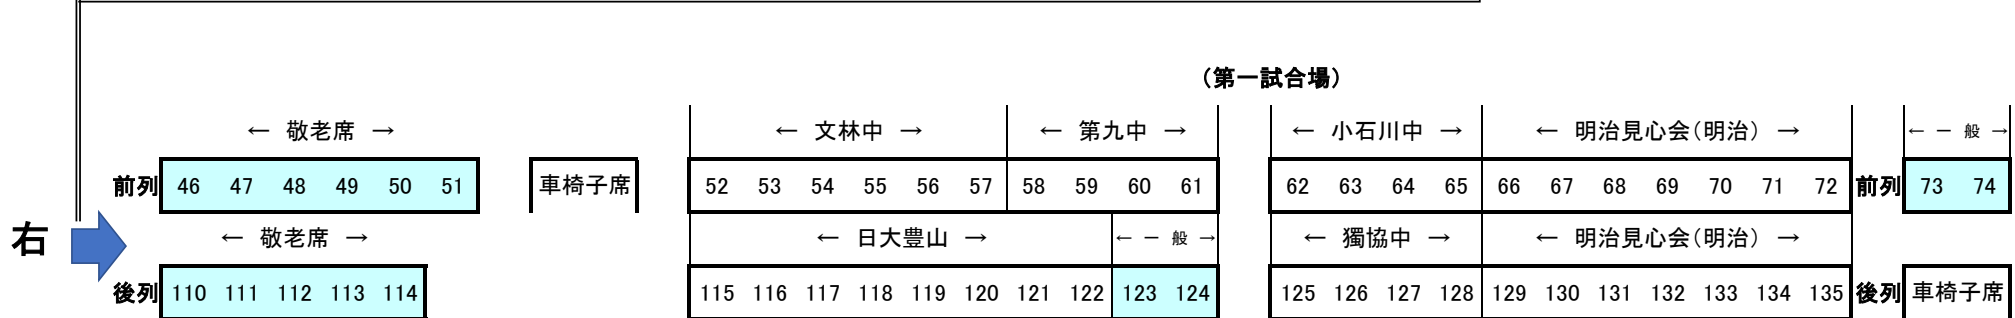 (第一試合場)
← 敬老席 → ← 文林中 → ← 第九中 → ← 小石川中 → ← 明治見心会(明治) → ← 一 般 →
前列 46 47 48 49 50 51 車椅子席 52 53 54 55 56 57 58 59 60 61 62 63 64 65 66 67 68 69 70 71 72 前列 73 74
右 ← 敬老席 → ← 日大豊山 → ← 一 般 → ← 獨協中 → ← 明治見心会(明治) →
後列 110 111 112 113 114 115 116 117 118 119 120 121 122 123 124 125 126 127 128 129 130 131 132 133 134 135 後列 車椅子席